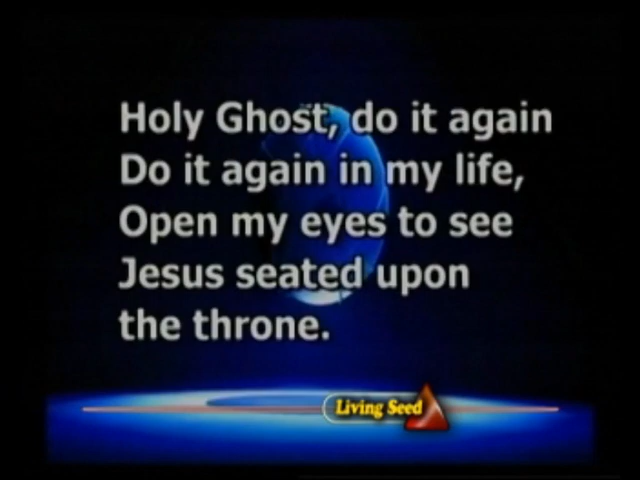 Holy Ghost, do it again
Do it again in my life,
Open my eyes to see
Jesus seated upon
the throne.
Living Seed